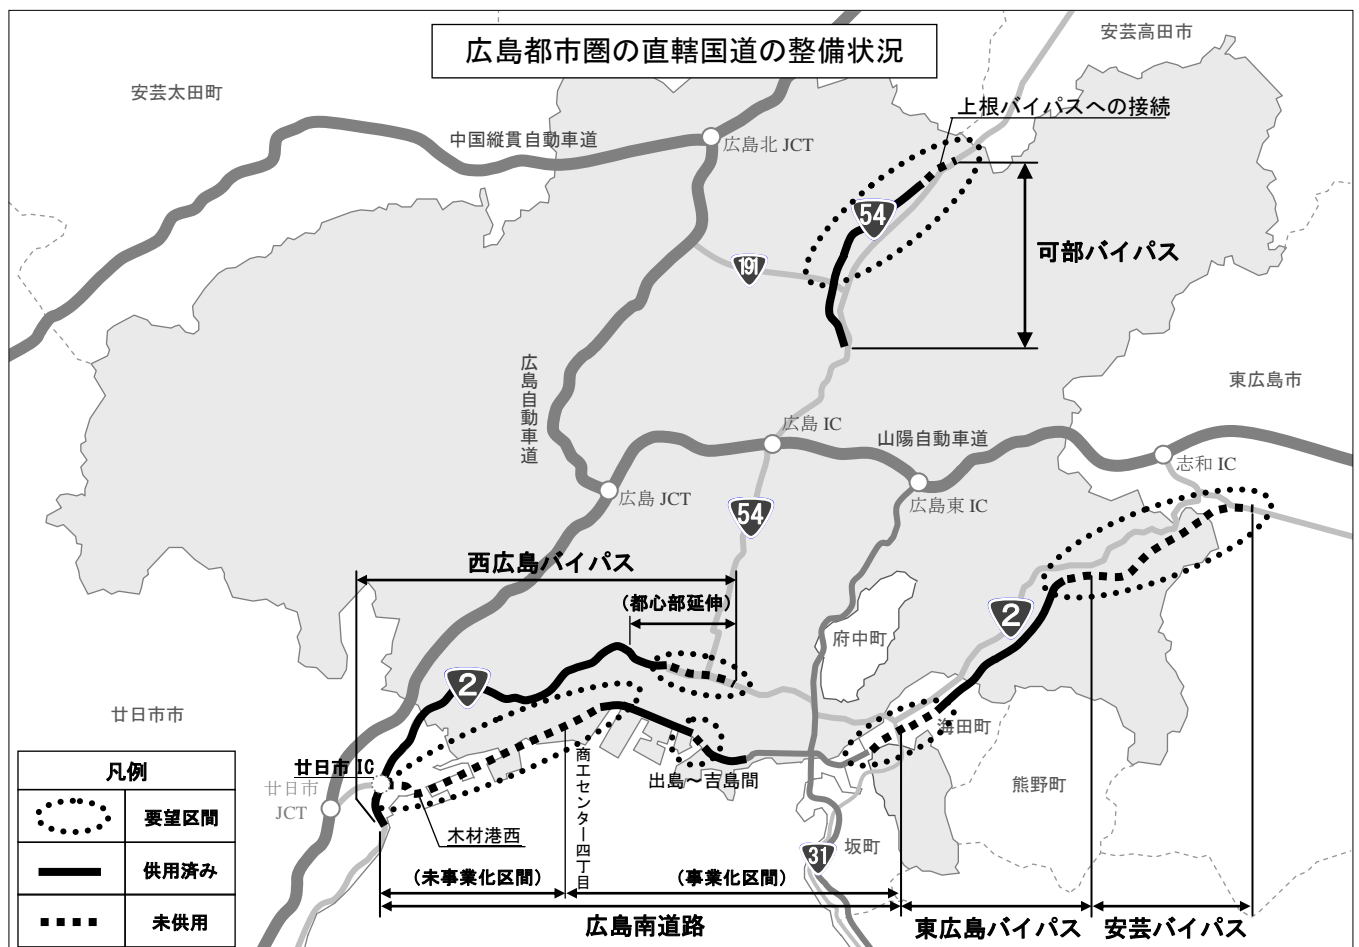 広島都市圏の直轄国道の整備状況
安芸高田市
安芸太田町
上根バイパスへの接続
中国縦貫自動車道
広島北 JCT
54
可部バイパス
191
広島自動車道
東広島市
広島 IC
山陽自動車道
志和 IC
広島 JCT
広島東 IC
54
西広島バイパス
(都心部延伸)
2
府中町
2
廿日市市
海田町
廿日市 IC
廿日市
JCT
商工センター四丁目
出島～吉島間
熊野町
木材港西
坂町
31
(未事業化区間)
(事業化区間)
広島南道路
東広島バイパス
安芸バイパス
凡例
要望区間
供用済み
未供用